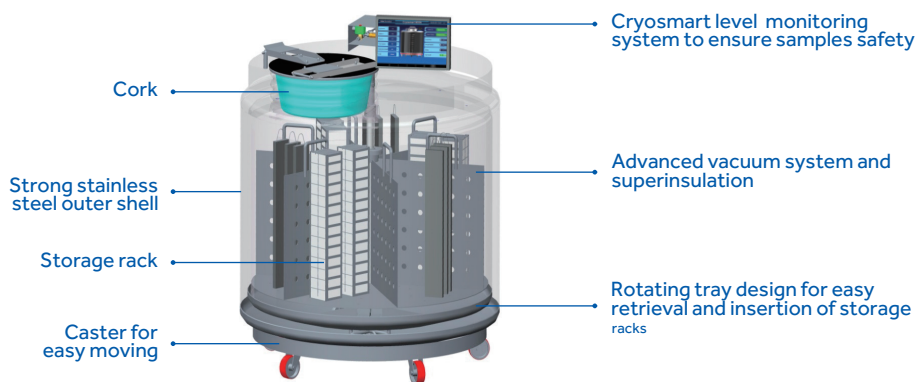 Cryosmart level monitoring
system to ensure samples safety
Cork
Advanced vacuum system and
superinsulation
Strong stainless
steel outer shell
Storage rack
Rotating tray design for easy
retrieval and insertion of storage
racks
Caster for
easy moving